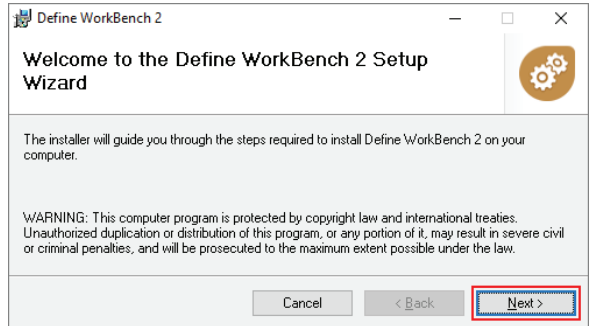 Define WorkBench 2
Welcome to the Define WorkBench 2 Setup
Wizard
The installer will guide you through the steps required to install Define WorkBench 2 on your
computer.
WARNING: This computer program is protected by copyright law and international treaties.
Unauthorized duplication or distribution of this program, or any portion of it, may result in severe civil
or criminal penalties, and will be prosecuted to the maximum extent possible under the law.
Cancel < Back Next >